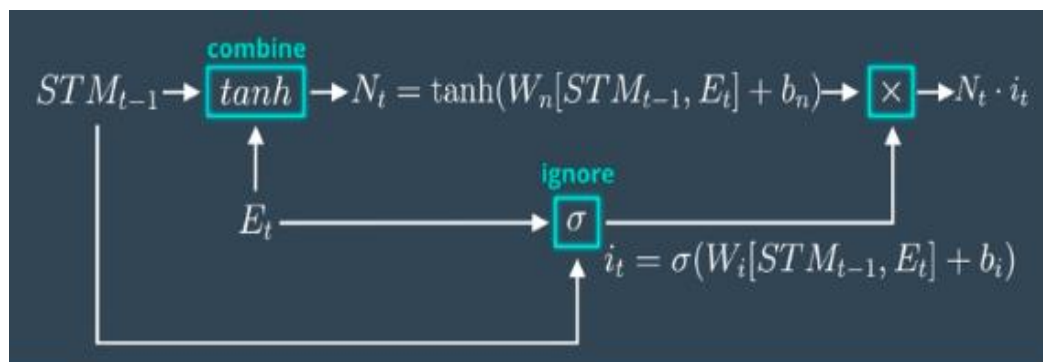 combine
STM_{t-1} tanh N_t = tanh(W_n[STM_{t-1}, E_t] + b_n) × N_t · i_t
ignore
E_t σ
i_t = σ(W_i[STM_{t-1}, E_t] + b_i)